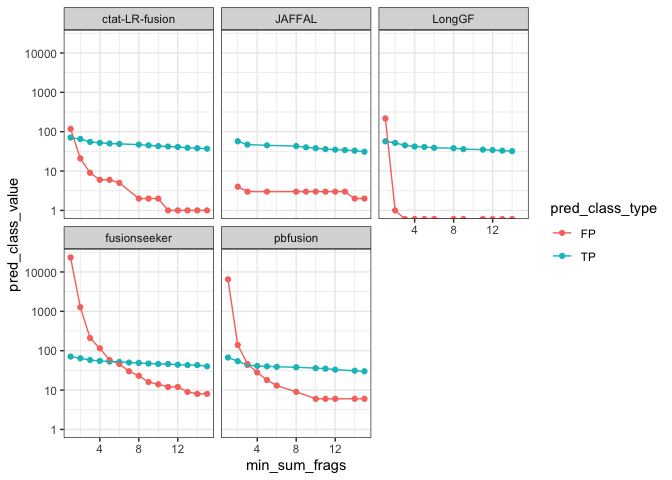 ctat-LR-fusion JAFFAL LongGF
10000
1000
100
10
1
4 8 12
fusionseeker pbfusion
10000
1000
100
10
1
4 8 12 4 8 12
min_sum_frags
pred_class_value
pred_class_type
FP
TP